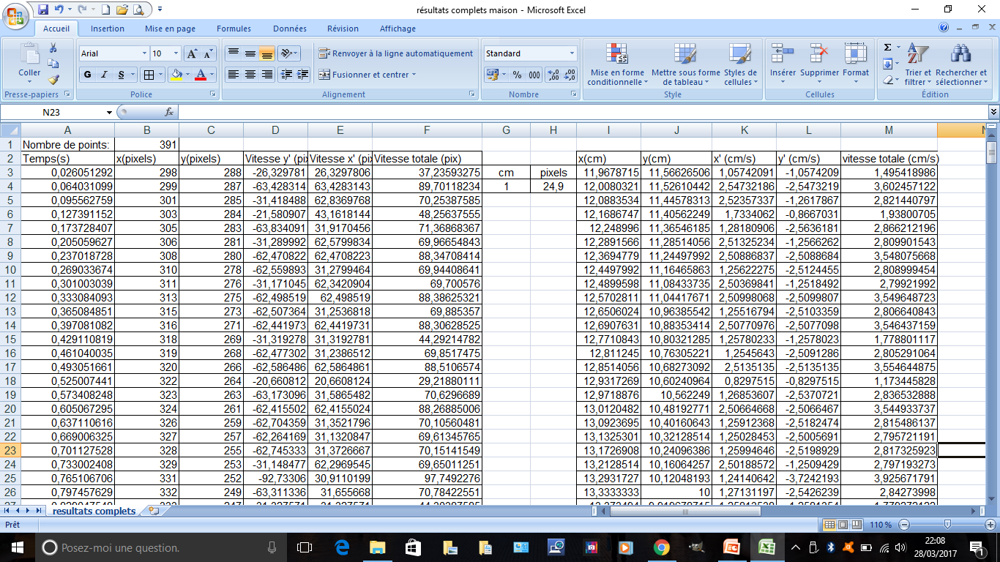 résultats complets maison - Microsoft Excel
Accueil Insertion Mise en page Formules Données Révision Affichage
Coller
Arial 10
Renvoyer à la ligne automatiquement
Standard
G I S
Fusionner et centrer
% 000
Mise en forme conditionnelle
Mettre sous forme de tableau
Styles de cellules
Insérer Supprimer Format
Trier et filtrer
Rechercher et sélectionner
Presse-papiers Police Alignement Nombre Style Cellules Édition
N23 fx
A B C D E F G H I J K L M N
1 Nombre de points: 391
2 Temps(s) x(pixels) y(pixels) Vitesse y' (pi Vitesse x' (pi Vitesse totale (pix) x(cm) y(cm) x' (cm/s) y' (cm/s) vitesse totale (cm/s)
3 0,026051292 298 288 -26,329781 26,3297806 37,23593275 cm pixels 11,9678715 11,56626506 1,05742091 -1,0574209 1,495418986
4 0,064031099 299 287 -63,428314 63,4283143 89,70118234 1 24,9 12,0080321 11,52610442 2,54732186 -2,5473219 3,602457122
5 0,095562759 301 285 -31,418488 62,8369768 70,25387585 12,0883534 11,44578313 2,52357337 -1,2617867 2,821440797
6 0,127391152 303 284 -21,580907 43,1618144 48,25637555 12,1686747 11,40562249 1,7334062 -0,8667031 1,93800705
7 0,173728407 305 283 -63,834091 31,9170456 71,36868367 12,248996 11,36546185 1,28180906 -2,5636181 2,866212196
8 0,205059627 306 281 -31,289992 62,5799834 69,96654843 12,2891566 11,28514056 2,51325234 -1,2566262 2,809901543
9 0,237018728 308 280 -62,470822 62,4708223 88,34708414 12,3694779 11,24497992 2,50886837 -2,5088684 3,548075668
10 0,269033674 310 278 -62,559893 31,2799464 69,94408641 12,4497992 11,16465863 1,25622275 -2,5124455 2,808999454
11 0,301003039 311 276 -31,171045 62,3420904 69,700576 12,4899598 11,08433735 2,50369841 -1,2518492 2,79921992
12 0,333084093 313 275 -62,498519 62,498519 88,38625321 12,5702811 11,04417671 2,50998068 -2,5099807 3,549648723
13 0,365084851 315 273 -62,507364 31,2536818 69,885357 12,6506024 10,96385542 1,25516794 -2,5103359 2,806640843
14 0,397081082 316 271 -62,441973 62,4419731 88,30628525 12,6907631 10,88353414 2,50770976 -2,5077098 3,546437159
15 0,429110819 318 269 -31,319278 31,3192781 44,29214782 12,7710843 10,80321285 1,25780233 -1,2578023 1,778801117
16 0,461040035 319 268 -62,477302 31,2386512 69,8517475 12,811245 10,76305221 1,2545643 -2,5091286 2,805291064
17 0,493051661 320 266 -62,586486 62,5864861 88,5106574 12,8514056 10,68273092 2,5135135 -2,5135135 3,554644875
18 0,525007441 322 264 -20,660812 20,6608124 29,21880111 12,9317269 10,60240964 0,8297515 -0,8297515 1,173445828
19 0,573408248 323 263 -63,173096 31,5865482 70,6296689 12,9718876 10,562249 1,26853607 -2,5370721 2,836532888
20 0,605067295 324 261 -62,415502 62,4155024 88,26885006 13,0120482 10,48192771 2,50664668 -2,5066467 3,544933737
21 0,637110616 326 259 -62,704359 31,3521796 70,10560481 13,0923695 10,40160643 1,25912368 -2,5182474 2,815486137
22 0,669006325 327 257 -62,264169 31,1320847 69,61345765 13,1325301 10,32128514 1,25028453 -2,5005691 2,795721191
23 0,701127528 328 255 -62,745333 31,3726667 70,15141549 13,1726908 10,24096386 1,25994646 -2,5198929 2,817325923
24 0,733002408 329 253 -31,148477 62,2969545 69,65011251 13,2128514 10,16064257 2,50188572 -1,2509429 2,797193273
25 0,765106706 331 252 -92,73306 30,9110199 97,7492276 13,2931727 10,12048193 1,24140642 -3,7242193 3,925671791
26 0,797457629 332 249 -63,311336 31,655668 70,78422551 13,3333333 10 1,27131197 -2,5426239 2,84273998
resultats complets
Prêt 110 %
Posez-moi une question.
22:08
28/03/2017
1